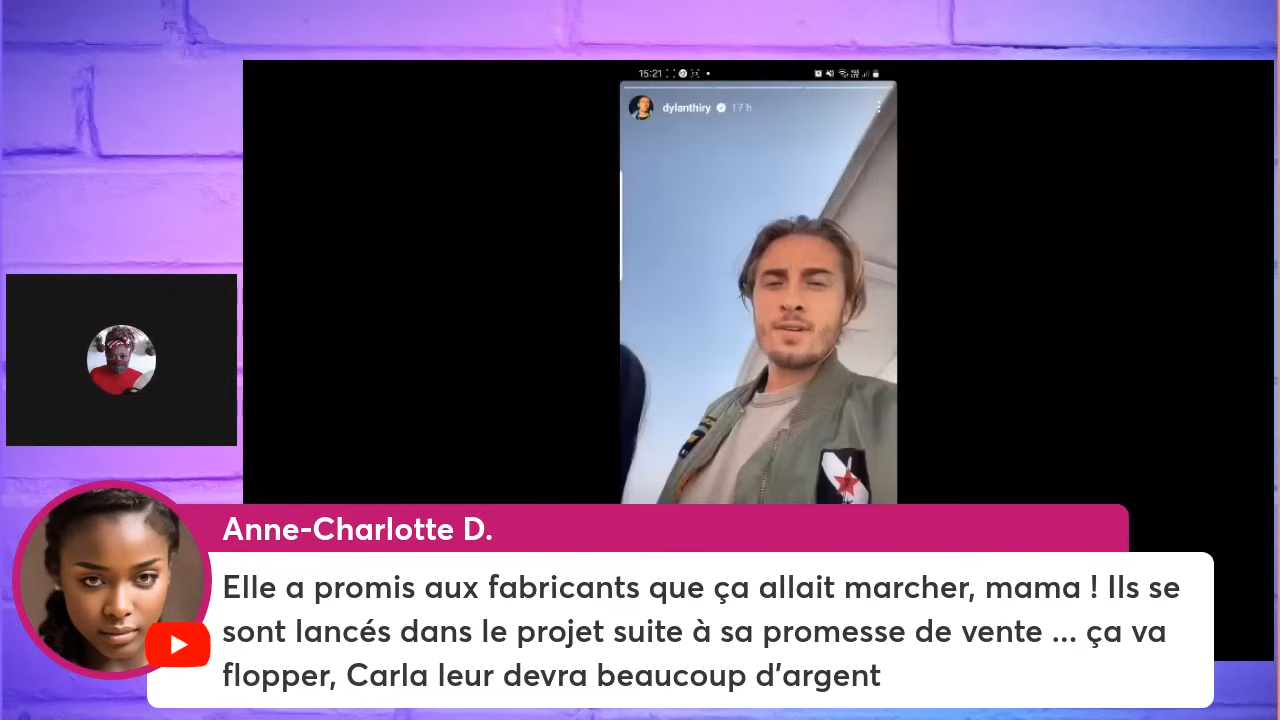 15:21
dylanthiry 17 h
Anne-Charlotte D.
Elle a promis aux fabricants que ça allait marcher, mama ! Ils se
sont lancés dans le projet suite à sa promesse de vente ... ça va
flopper, Carla leur devra beaucoup d'argent